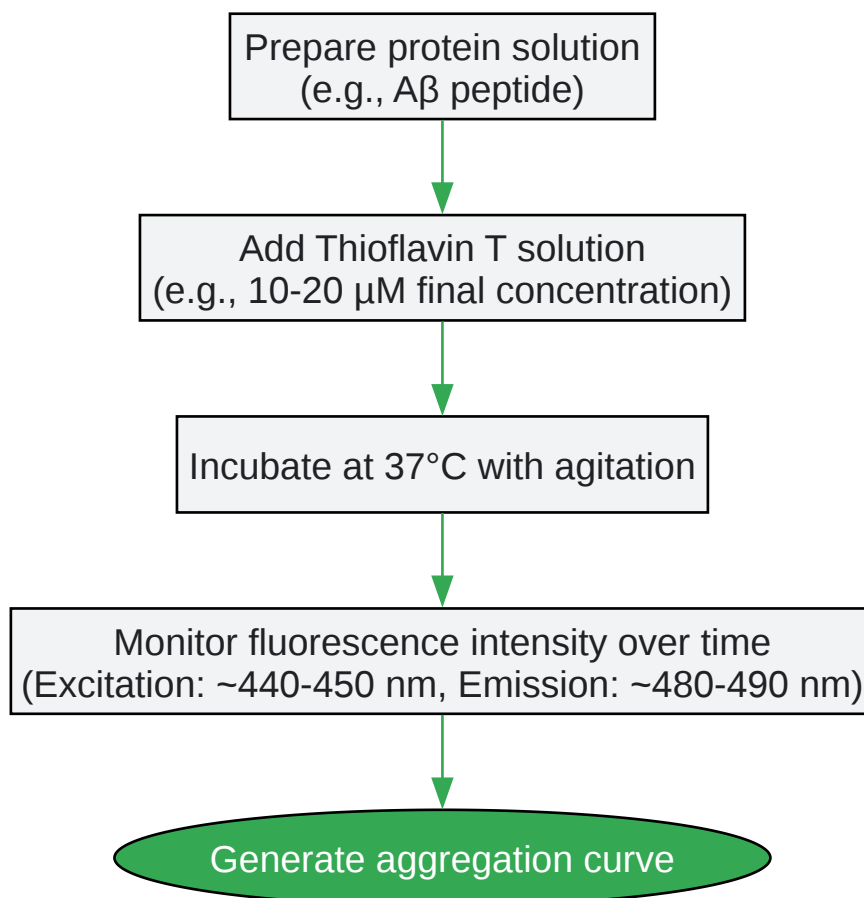 Prepare protein solution
(e.g., Aβ peptide)
Add Thioflavin T solution
(e.g., 10-20 µM final concentration)
Incubate at 37°C with agitation
Monitor fluorescence intensity over time
(Excitation: ~440-450 nm, Emission: ~480-490 nm)
Generate aggregation curve